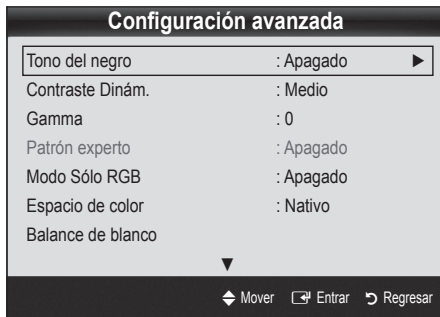 Configuración avanzada
Tono del negro : Apagado ►
Contraste Dinám. : Medio
Gamma : 0
Patrón experto : Apagado
Modo Sólo RGB : Apagado
Espacio de color : Nativo
Balance de blanco
▼
Mover Entrar Regresar